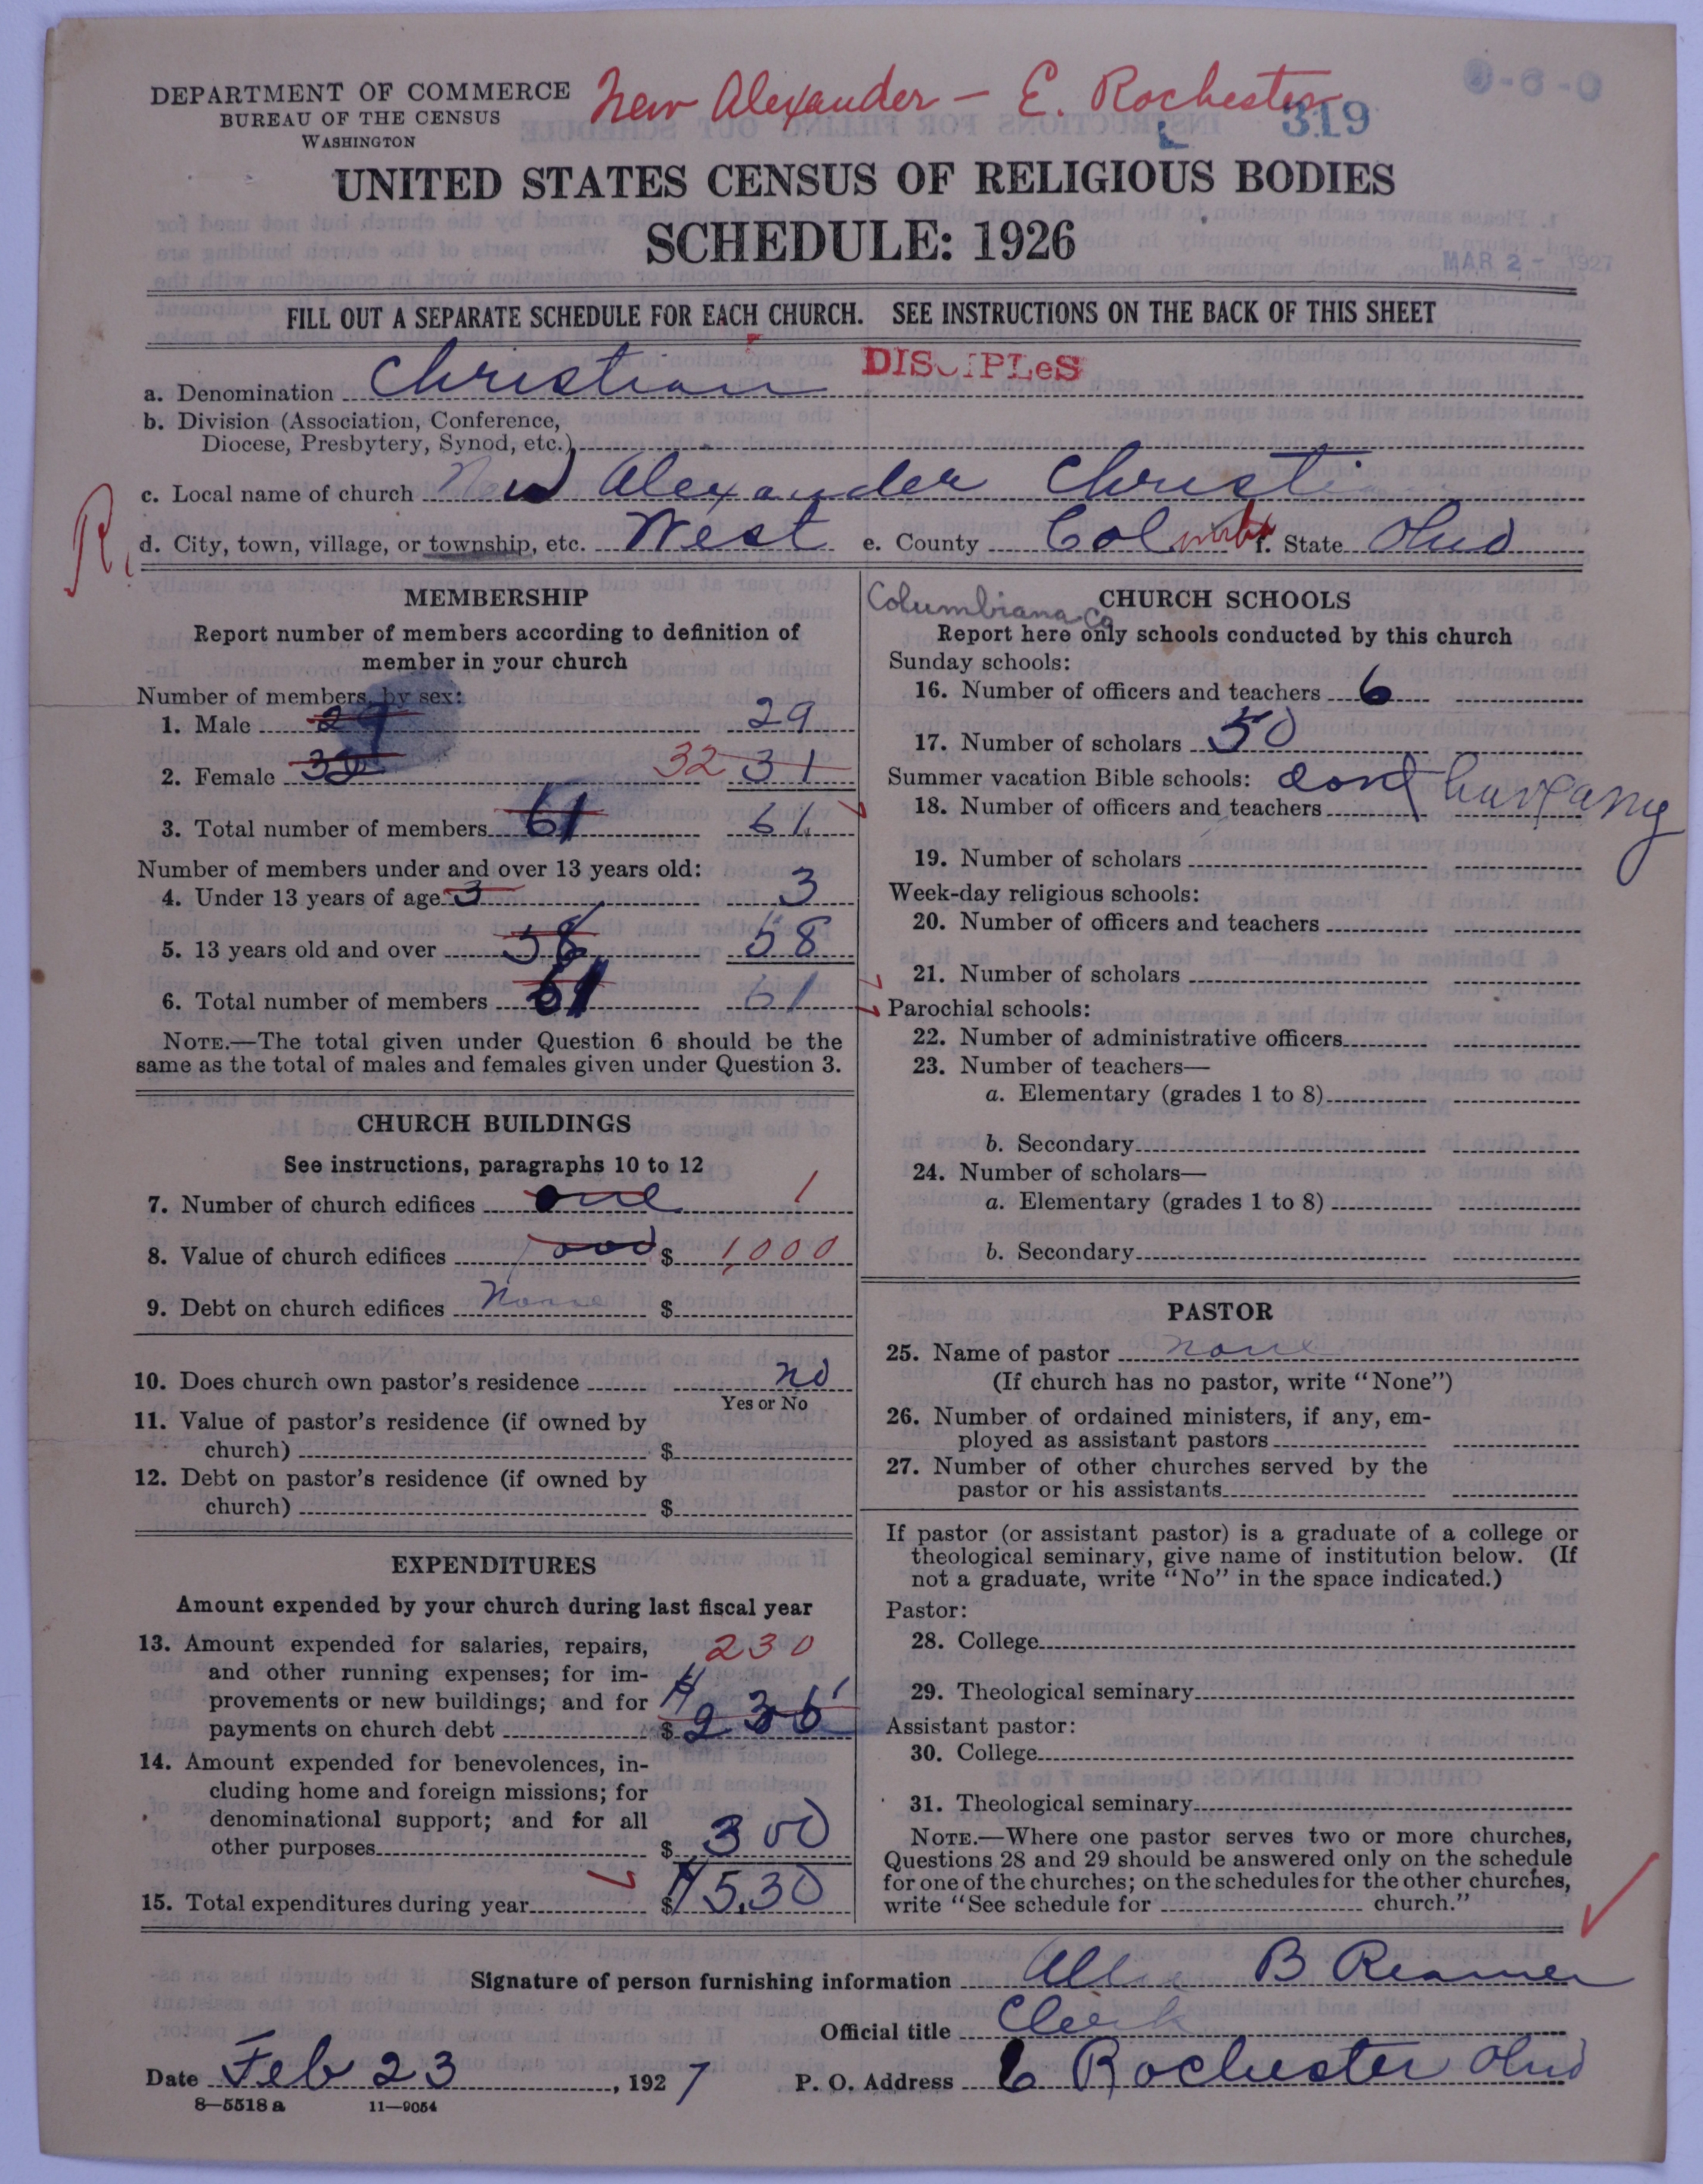 DEPARTMENT OF COMMERCE
BUREAU OF THE CENSUS
WASHINGTON
New Alexander - E. Rochester
319
0-6-0
UNITED STATES CENSUS OF RELIGIOUS BODIES
SCHEDULE: 1926
MAR 2 - 1927
FILL OUT A SEPARATE SCHEDULE FOR EACH CHURCH. SEE INSTRUCTIONS ON THE BACK OF THIS SHEET
a. Denomination Christian DISCIPLeS
b. Division (Association, Conference,
Diocese, Presbytery, Synod, etc.)
c. Local name of church New Alexander Christi
R.
d. City, town, village, or township, etc. West e. County Col f. State Ohio
Columbiana Co
MEMBERSHIP
Report number of members according to definition of
member in your church
Number of members by sex:
1. Male 29 29
2. Female 32 32 31
3. Total number of members 61 61
Number of members under and over 13 years old:
4. Under 13 years of age 3 3
5. 13 years old and over 58 58
6. Total number of members 61 61
NOTE.—The total given under Question 6 should be the
same as the total of males and females given under Question 3.
CHURCH BUILDINGS
See instructions, paragraphs 10 to 12
7. Number of church edifices one 1
8. Value of church edifices 1000 $ 1,000
9. Debt on church edifices None $
10. Does church own pastor's residence no
Yes or No
11. Value of pastor's residence (if owned by
church) $
12. Debt on pastor's residence (if owned by
church) $
EXPENDITURES
Amount expended by your church during last fiscal year
13. Amount expended for salaries, repairs, 230
and other running expenses; for im-
provements or new buildings; and for
payments on church debt $ 236
14. Amount expended for benevolences, in-
cluding home and foreign missions; for
denominational support; and for all
other purposes $ 300
15. Total expenditures during year $ 530
CHURCH SCHOOLS
Report here only schools conducted by this church
Sunday schools:
16. Number of officers and teachers 6
17. Number of scholars 50
Summer vacation Bible schools: dont hav any
18. Number of officers and teachers
19. Number of scholars
Week-day religious schools:
20. Number of officers and teachers
21. Number of scholars
Parochial schools:
22. Number of administrative officers
23. Number of teachers—
a. Elementary (grades 1 to 8)
b. Secondary
24. Number of scholars—
a. Elementary (grades 1 to 8)
b. Secondary
PASTOR
25. Name of pastor none
(If church has no pastor, write "None")
26. Number of ordained ministers, if any, em-
ployed as assistant pastors
27. Number of other churches served by the
pastor or his assistants
If pastor (or assistant pastor) is a graduate of a college or
theological seminary, give name of institution below. (If
not a graduate, write "No" in the space indicated.)
Pastor:
28. College
29. Theological seminary
Assistant pastor:
30. College
31. Theological seminary
NOTE.—Where one pastor serves two or more churches,
Questions 28 and 29 should be answered only on the schedule
for one of the churches; on the schedules for the other churches,
write "See schedule for church."
Signature of person furnishing information B Reamer
Official title Clerk
Date Feb 23, 1927 P. O. Address E Rochester Ohio
8—5518 a 11—9054